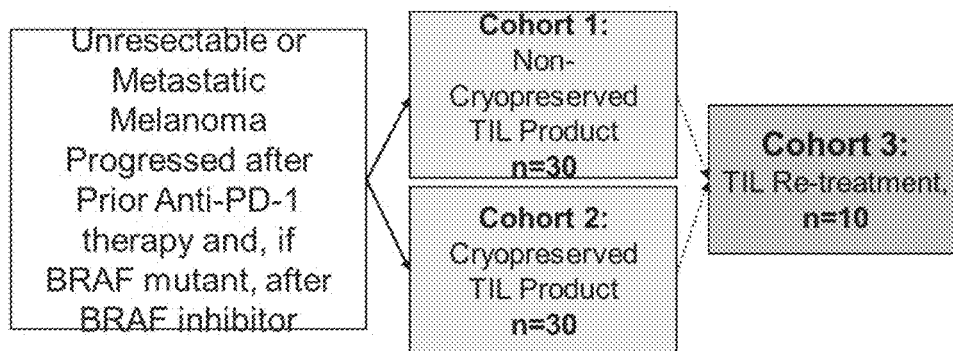 Unresectable or
Metastatic
Melanoma
Progressed after
Prior Anti-PD-1
therapy and, if
BRAF mutant, after
BRAF inhibitor
Cohort 1:
Non-
Cryopreserved
TIL Product
n=30
Cohort 2:
Cryopreserved
TIL Product
n=30
Cohort 3:
TIL Re-treatment,
n=10